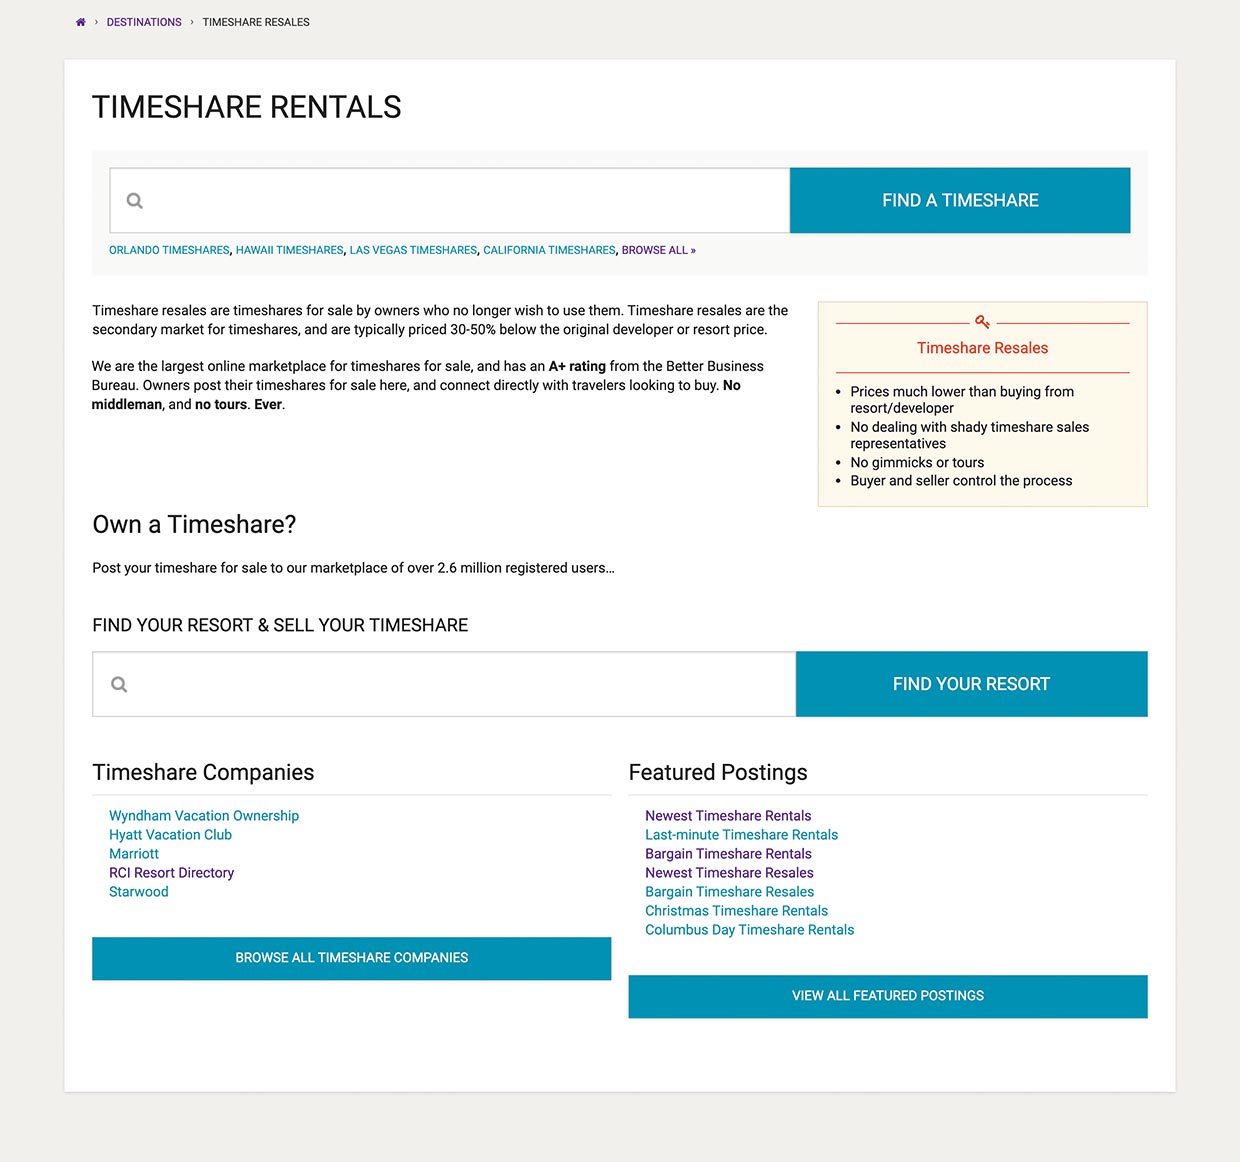 › DESTINATIONS › TIMESHARE RESALES
TIMESHARE RENTALS
FIND A TIMESHARE
ORLANDO TIMESHARES, HAWAII TIMESHARES, LAS VEGAS TIMESHARES, CALIFORNIA TIMESHARES, BROWSE ALL »
Timeshare resales are timeshares for sale by owners who no longer wish to use them. Timeshare resales are the
secondary market for timeshares, and are typically priced 30-50% below the original developer or resort price.
We are the largest online marketplace for timeshares for sale, and has an A+ rating from the Better Business
Bureau. Owners post their timeshares for sale here, and connect directly with travelers looking to buy. No
middleman, and no tours. Ever.
Timeshare Resales
• Prices much lower than buying from
resort/developer
• No dealing with shady timeshare sales
representatives
• No gimmicks or tours
• Buyer and seller control the process
Own a Timeshare?
Post your timeshare for sale to our marketplace of over 2.6 million registered users...
FIND YOUR RESORT & SELL YOUR TIMESHARE
FIND YOUR RESORT
Timeshare Companies
Wyndham Vacation Ownership
Hyatt Vacation Club
Marriott
RCI Resort Directory
Starwood
BROWSE ALL TIMESHARE COMPANIES
Featured Postings
Newest Timeshare Rentals
Last-minute Timeshare Rentals
Bargain Timeshare Rentals
Newest Timeshare Resales
Bargain Timeshare Resales
Christmas Timeshare Rentals
Columbus Day Timeshare Rentals
VIEW ALL FEATURED POSTINGS